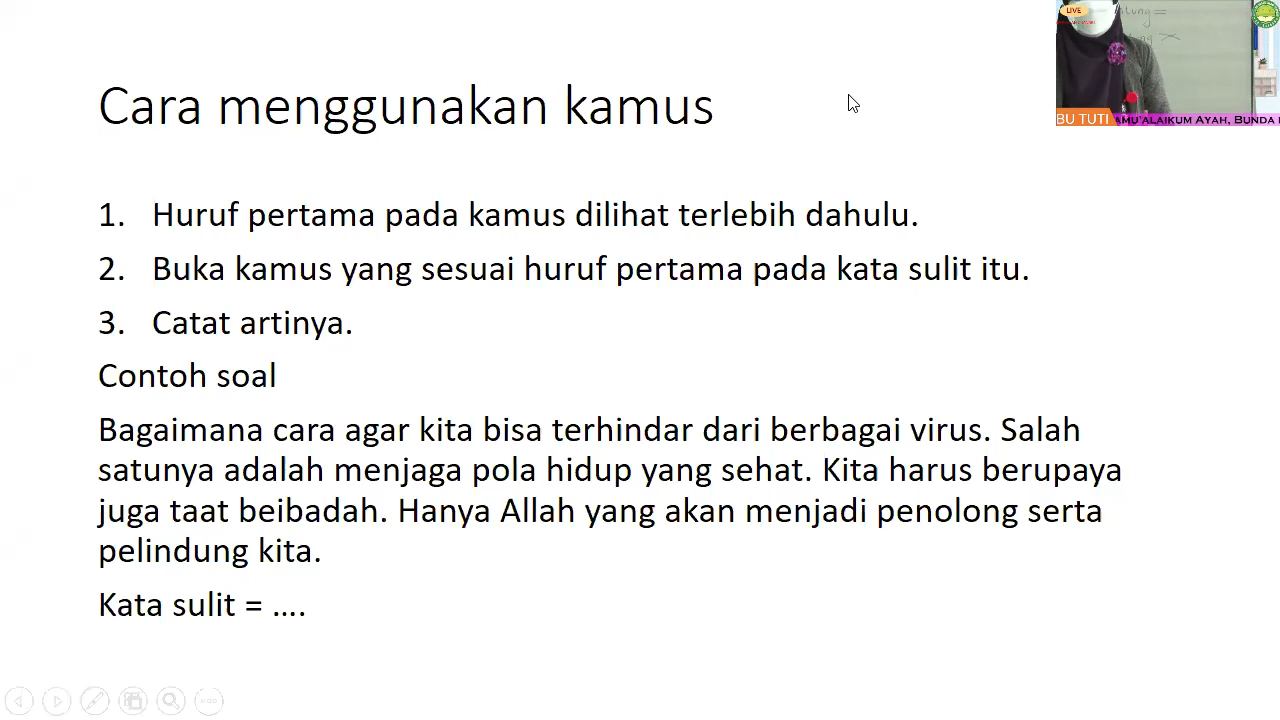 Cara menggunakan kamus
1. Huruf pertama pada kamus dilihat terlebih dahulu.
2. Buka kamus yang sesuai huruf pertama pada kata sulit itu.
3. Catat artinya.
Contoh soal
Bagaimana cara agar kita bisa terhindar dari berbagai virus. Salah
satunya adalah menjaga pola hidup yang sehat. Kita harus berupaya
juga taat beibadah. Hanya Allah yang akan menjadi penolong serta
pelindung kita.
Kata sulit = ....
LIVE
BU TUTI
AMU'ALAIKUM AYAH, BUNDA